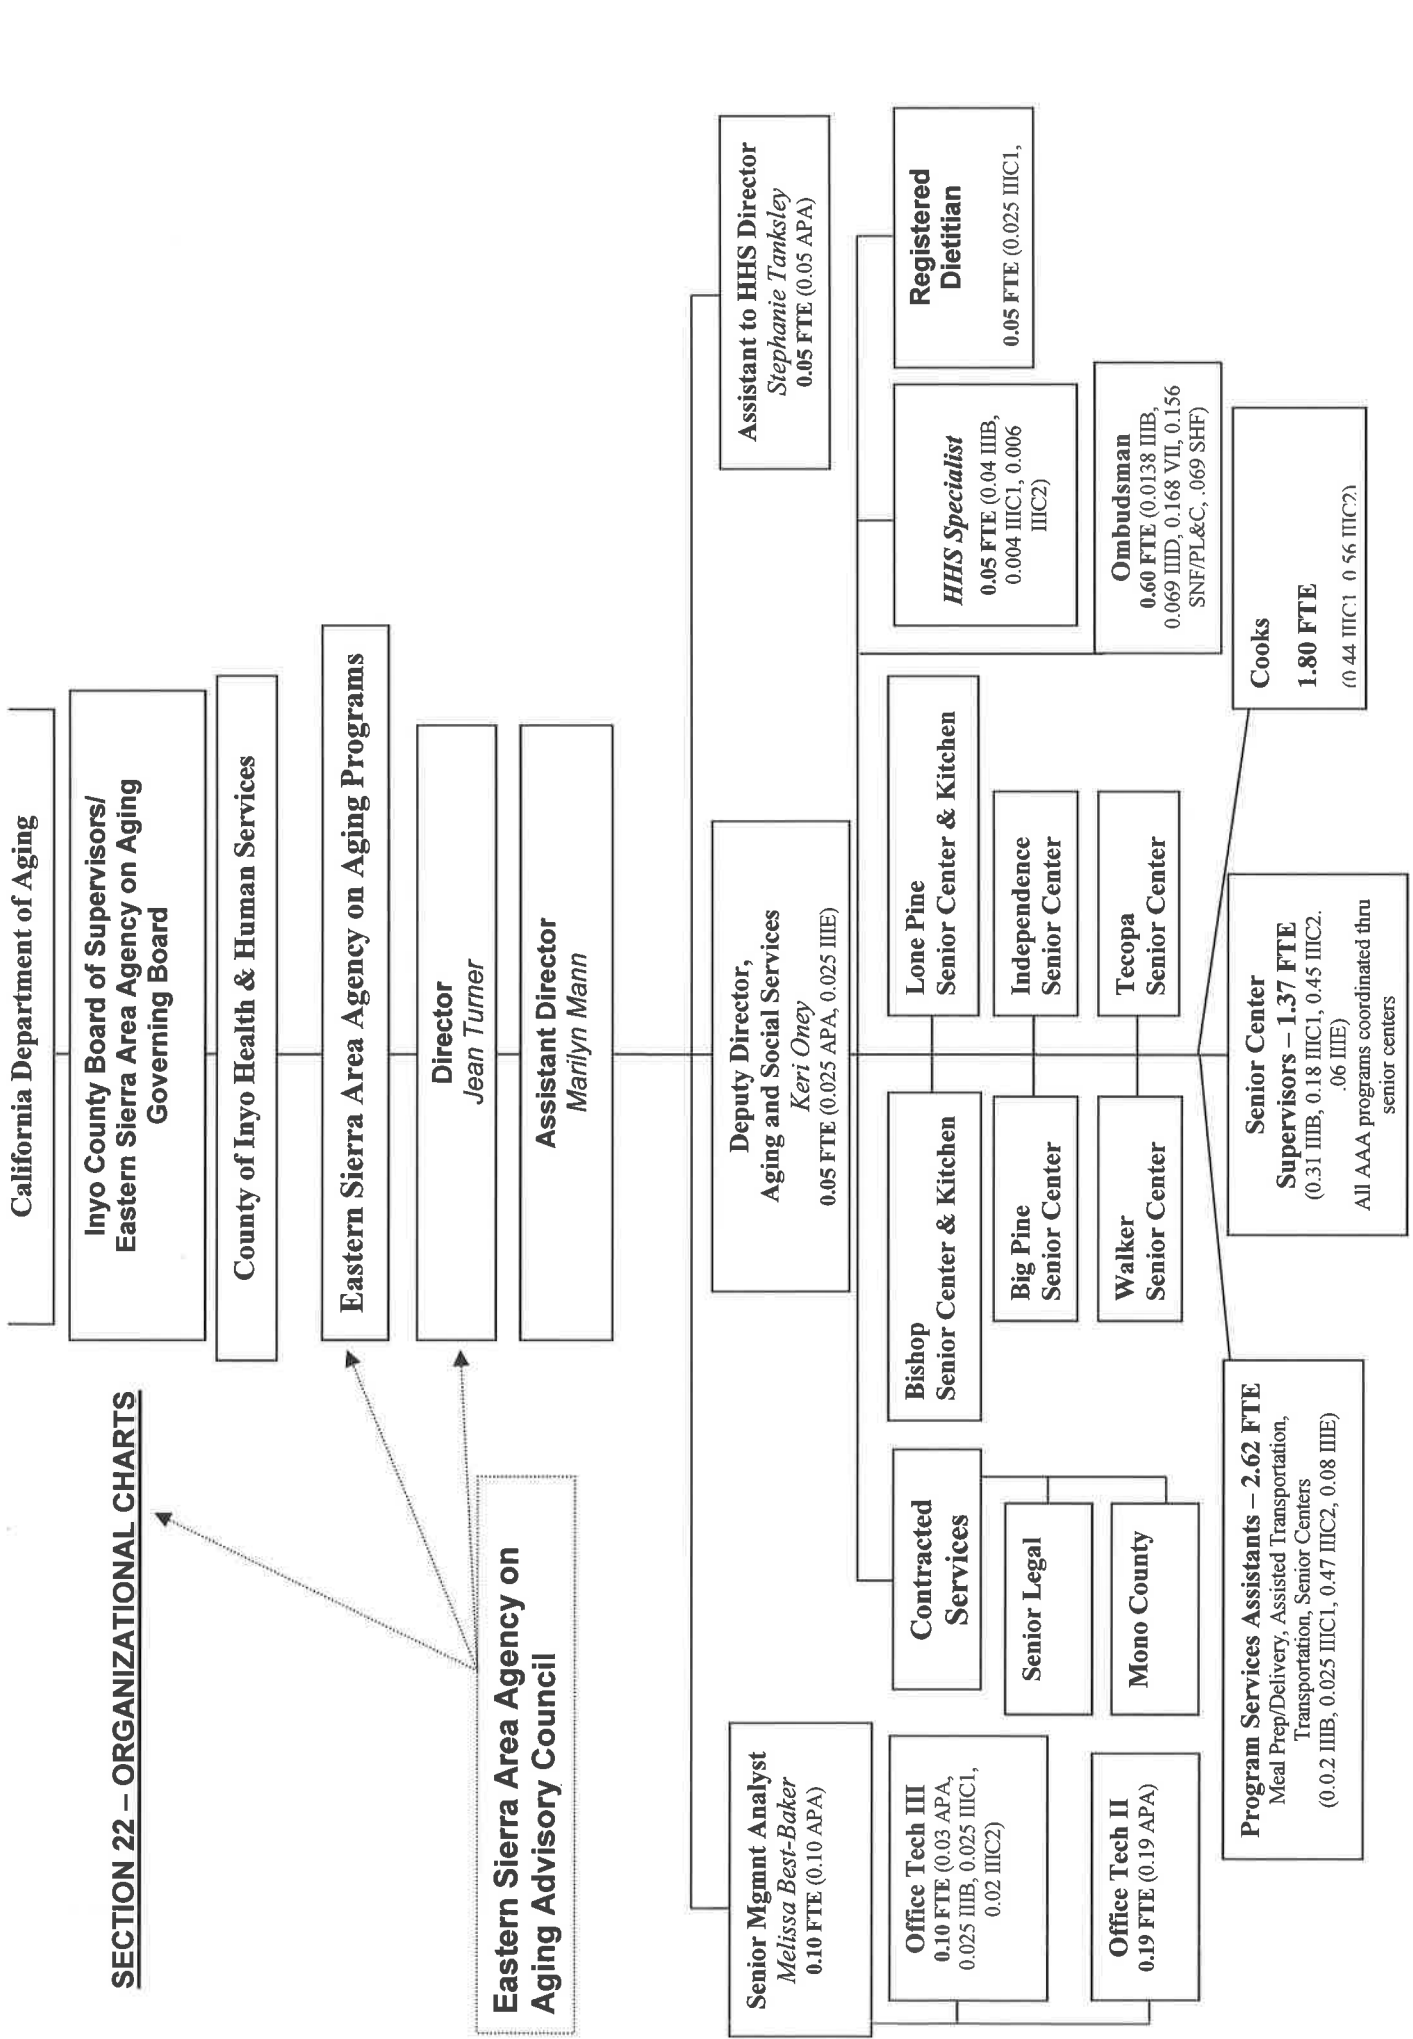 SECTION 22 – ORGANIZATIONAL CHARTS
California Department of Aging
Inyo County Board of Supervisors/
Eastern Sierra Area Agency on Aging
Governing Board
County of Inyo Health & Human Services
Eastern Sierra Area Agency on Aging Programs
Eastern Sierra Area Agency on
Aging Advisory Council
Director
Jean Turner
Assistant Director
Marilyn Mann
Senior Mgmnt Analyst
Melissa Best-Baker
0.10 FTE (0.10 APA)
Deputy Director,
Aging and Social Services
Keri Oney
0.05 FTE (0.025 APA, 0.025 IIIE)
Assistant to HHS Director
Stephanie Tanksley
0.05 FTE (0.05 APA)
Office Tech III
0.10 FTE (0.03 APA,
0.025 IIIB, 0.025 IIIC1,
0.02 IIIC2)
Office Tech II
0.19 FTE (0.19 APA)
Contracted
Services
Senior Legal
Mono County
Bishop
Senior Center & Kitchen
Lone Pine
Senior Center & Kitchen
Big Pine
Senior Center
Independence
Senior Center
Walker
Senior Center
Tecopa
Senior Center
HHS Specialist
0.05 FTE (0.04 IIIB,
0.004 IIIC1, 0.006
IIIC2)
Registered
Dietitian
0.05 FTE (0.025 IIIC1,
Ombudsman
0.60 FTE (0.0138 IIIB,
0.069 IIID, 0.168 VII, 0.156
SNF/PL&C, .069 SHF)
Program Services Assistants – 2.62 FTE
Meal Prep/Delivery, Assisted Transportation,
Transportation, Senior Centers
(0.0.2 IIIB, 0.025 IIIC1, 0.47 IIIC2, 0.08 IIIE)
Senior Center
Supervisors – 1.37 FTE
(0.31 IIIB, 0.18 IIIC1, 0.45 IIIC2.
.06 IIIE)
All AAA programs coordinated thru
senior centers
Cooks
1.80 FTE
(0.44 IIIC1, 0.56 IIIC2)